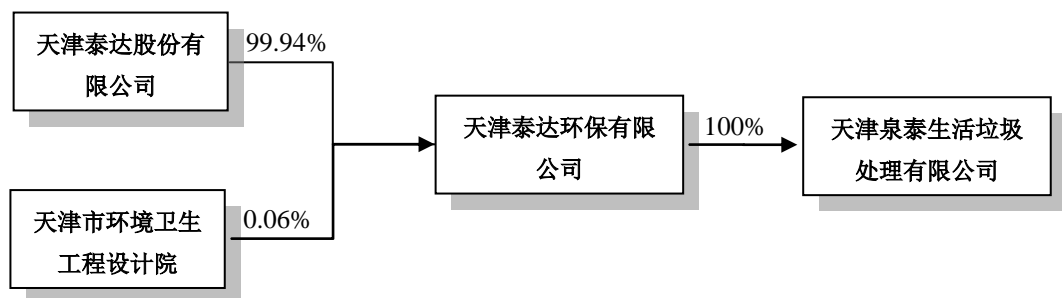 天津泰达股份有
限公司
99.94%
天津市环境卫生
工程设计院
0.06%
天津泰达环保有限
公司
100%
天津泉泰生活垃圾
处理有限公司